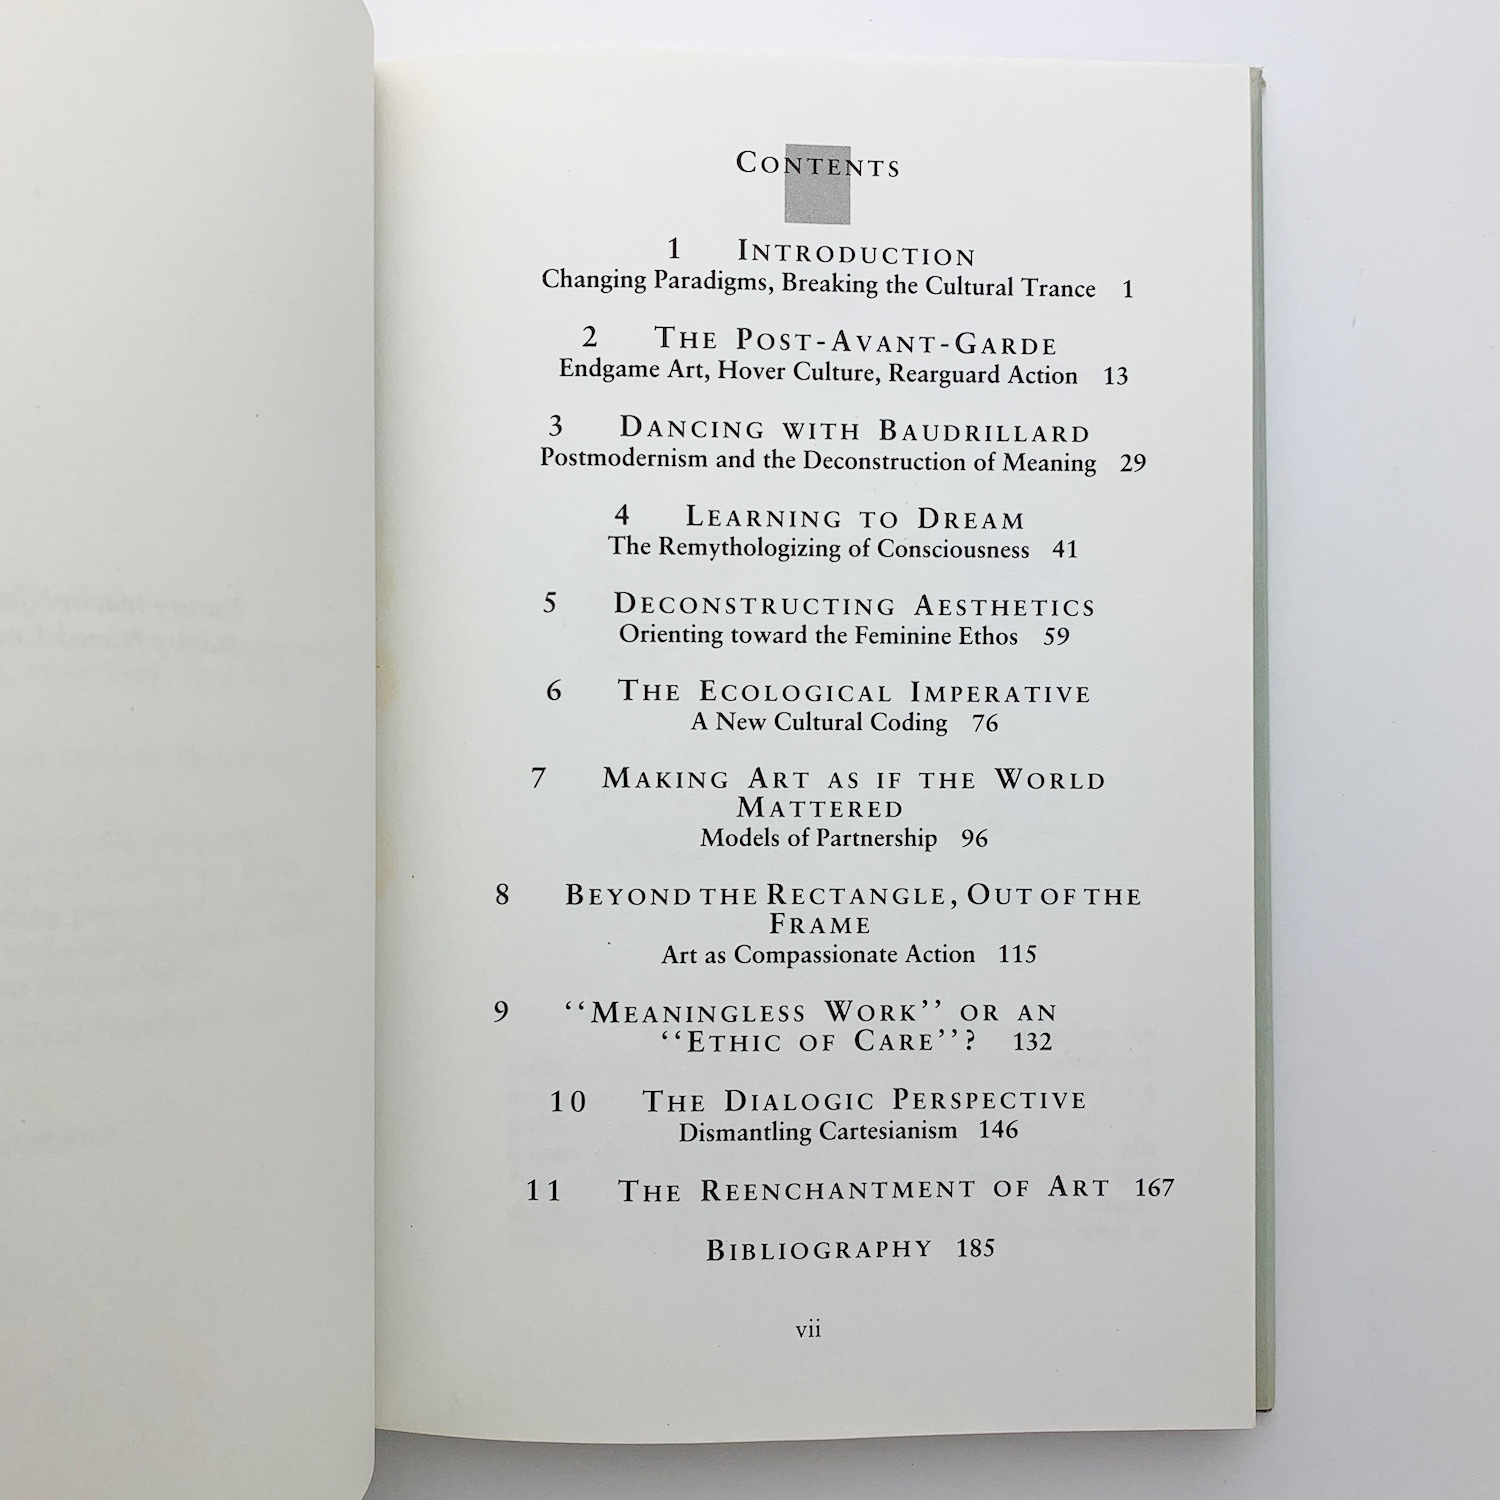 CONTENTS
1 INTRODUCTION
Changing Paradigms, Breaking the Cultural Trance 1
2 THE POST-AVANT-GARDE
Endgame Art, Hover Culture, Rearguard Action 13
3 DANCING WITH BAUDRILLARD
Postmodernism and the Deconstruction of Meaning 29
4 LEARNING TO DREAM
The Remythologizing of Consciousness 41
5 DECONSTRUCTING AESTHETICS
Orienting toward the Feminine Ethos 59
6 THE ECOLOGICAL IMPERATIVE
A New Cultural Coding 76
7 MAKING ART AS IF THE WORLD
MATTERED
Models of Partnership 96
8 BEYOND THE RECTANGLE, OUT OF THE
FRAME
Art as Compassionate Action 115
9 ‘‘MEANINGLESS WORK’’ OR AN
‘‘ETHIC OF CARE’’? 132
10 THE DIALOGIC PERSPECTIVE
Dismantling Cartesianism 146
11 THE REENCHANTMENT OF ART 167
BIBLIOGRAPHY 185
vii